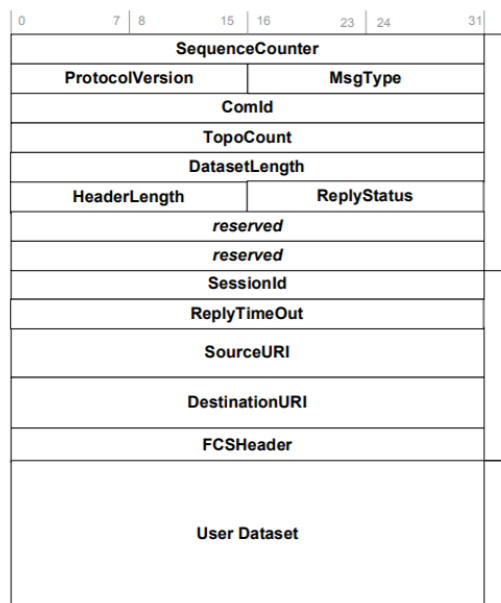 0 7 8 15 16 23 24 31
SequenceCounter
ProtocolVersion MsgType
ComId
TopoCount
DatasetLength
HeaderLength ReplyStatus
reserved
reserved
SessionId
ReplyTimeOut
SourceURI
DestinationURI
FCSHeader
User Dataset